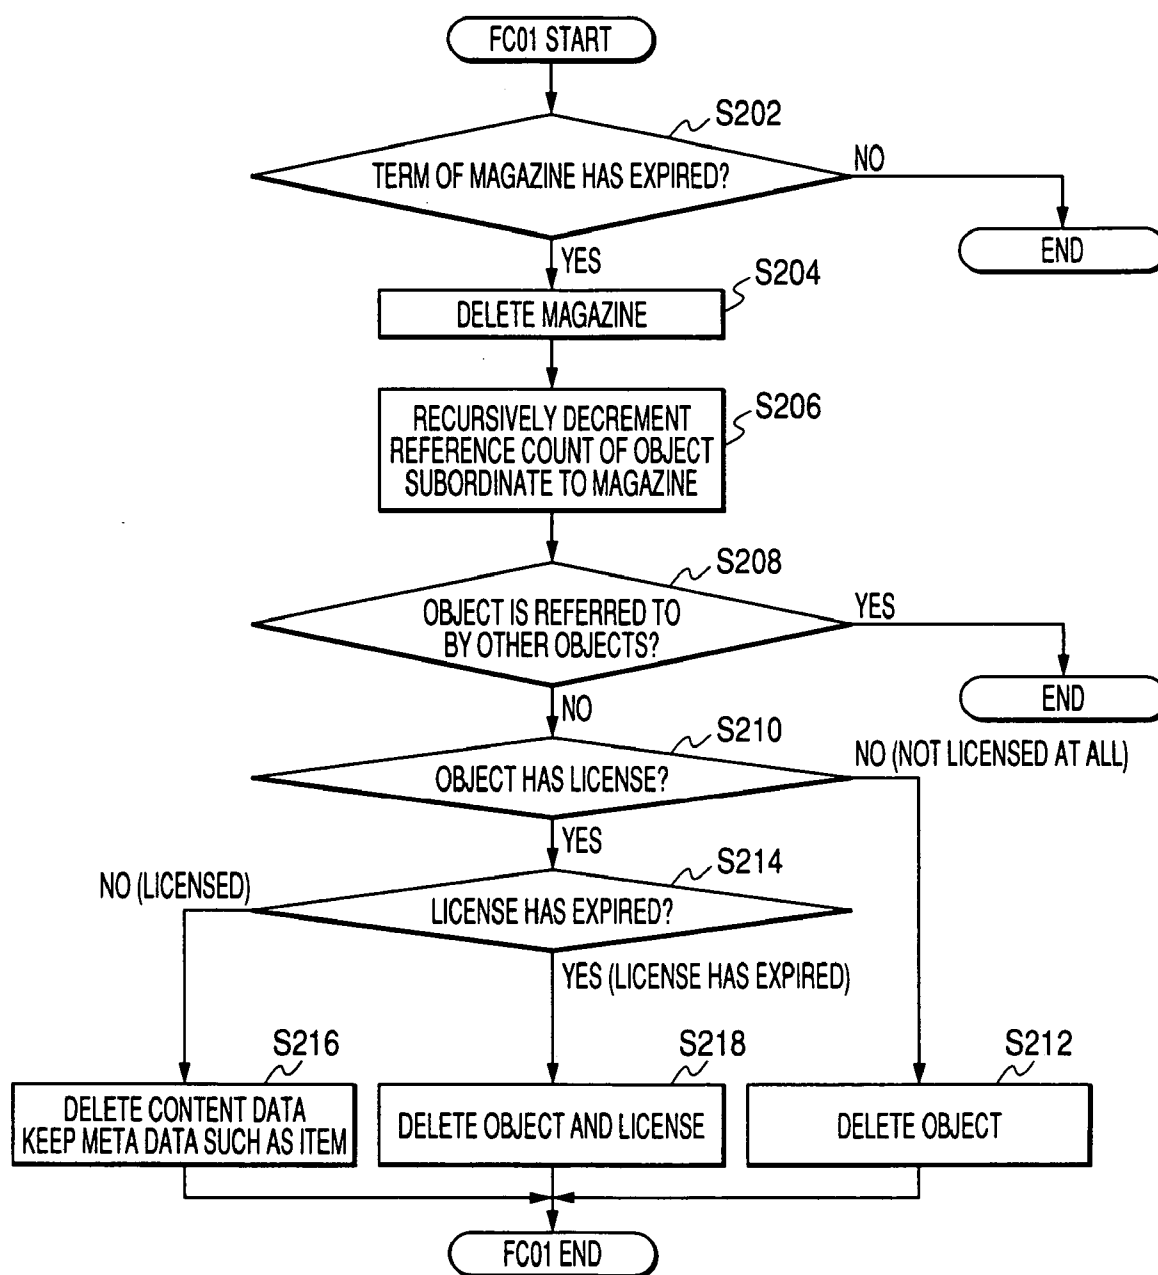 FC01 START
S202
TERM OF MAGAZINE HAS EXPIRED?
NO
END
YES
S204
DELETE MAGAZINE
S206
RECURSIVELY DECREMENT
REFERENCE COUNT OF OBJECT
SUBORDINATE TO MAGAZINE
S208
OBJECT IS REFERRED TO
BY OTHER OBJECTS?
YES
END
NO
S210
NO (NOT LICENSED AT ALL)
OBJECT HAS LICENSE?
YES
S214
NO (LICENSED)
LICENSE HAS EXPIRED?
YES (LICENSE HAS EXPIRED)
S216
S218
S212
DELETE CONTENT DATA
KEEP META DATA SUCH AS ITEM
DELETE OBJECT AND LICENSE
DELETE OBJECT
FC01 END